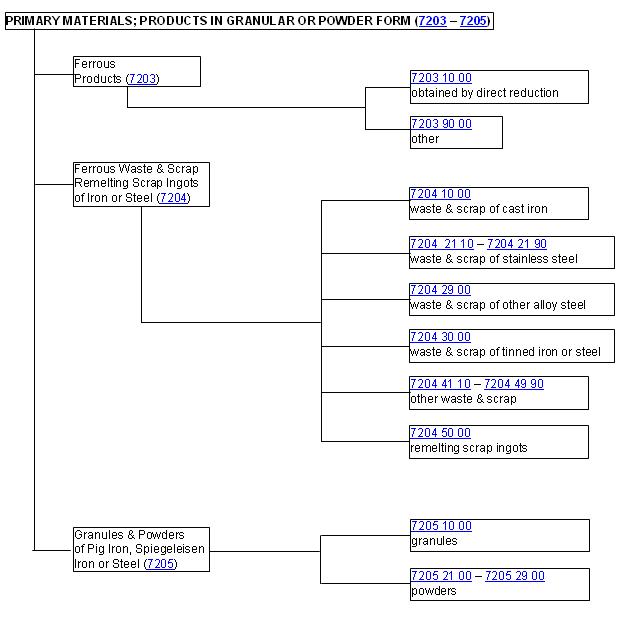 PRIMARY MATERIALS; PRODUCTS IN GRANULAR OR POWDER FORM (7203 – 7205)
Ferrous
Products (7203)
7203 10 00
obtained by direct reduction
7203 90 00
other
Ferrous Waste & Scrap
Remelting Scrap Ingots
of Iron or Steel (7204)
7204 10 00
waste & scrap of cast iron
7204 21 10 – 7204 21 90
waste & scrap of stainless steel
7204 29 00
waste & scrap of other alloy steel
7204 30 00
waste & scrap of tinned iron or steel
7204 41 10 – 7204 49 90
other waste & scrap
7204 50 00
remelting scrap ingots
Granules & Powders
of Pig Iron, Spiegeleisen
Iron or Steel (7205)
7205 10 00
granules
7205 21 00 – 7205 29 00
powders